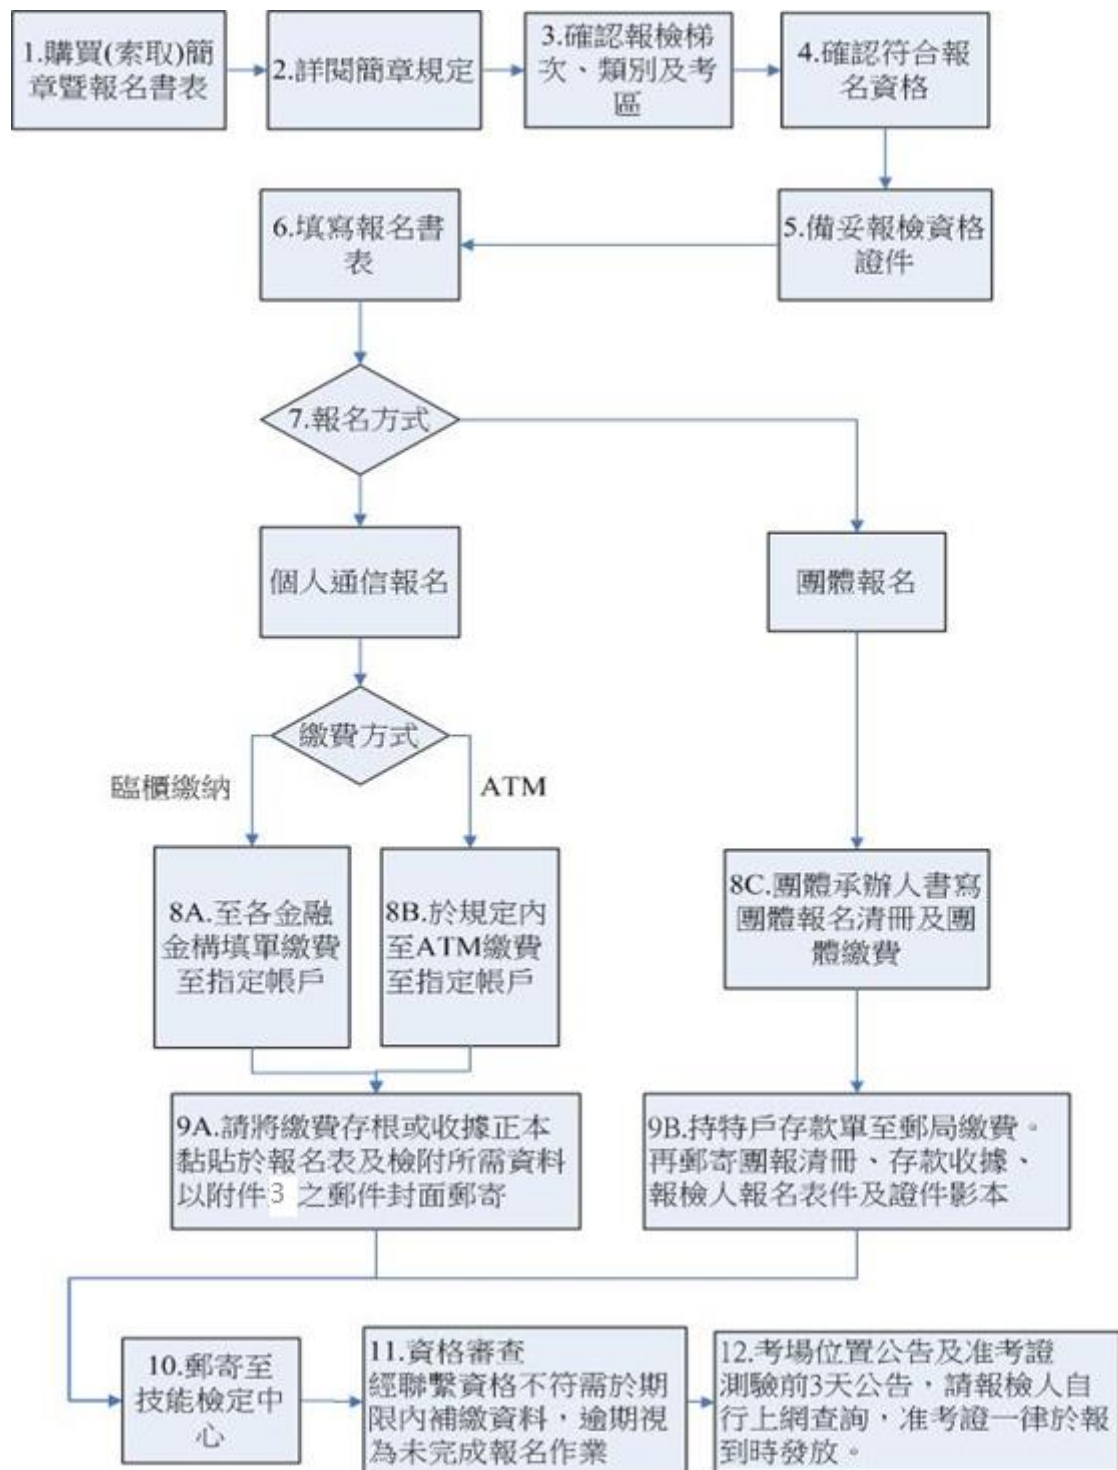 1.購買(索取)簡
章暨報名書表
2.詳閱簡章規定
3.確認報檢梯
次、類別及考
區
4.確認符合報
名資格
5.備妥報檢資格
證件
6.填寫報名書
表
7.報名方式
個人通信報名
團體報名
繳費方式
臨櫃繳納
ATM
8A.至各金融
金構填單繳費
至指定帳戶
8B.於規定內
至ATM繳費
至指定帳戶
8C.團體承辦人書寫
團體報名清冊及團
體繳費
9A.請將繳費存根或收據正本
黏貼於報名表及檢附所需資料
以附件3之郵件封面郵寄
9B.持特戶存款單至郵局繳費。
再郵寄團報清冊、存款收據、
報檢人報名表件及證件影本
10.郵寄至
技能檢定中
心
11.資格審查
經聯繫資格不符需於期
限內補繳資料，逾期視
為未完成報名作業
12.考場位置公告及准考證
測驗前3天公告，請報檢人自
行上網查詢，准考證一律於報
到時發放。